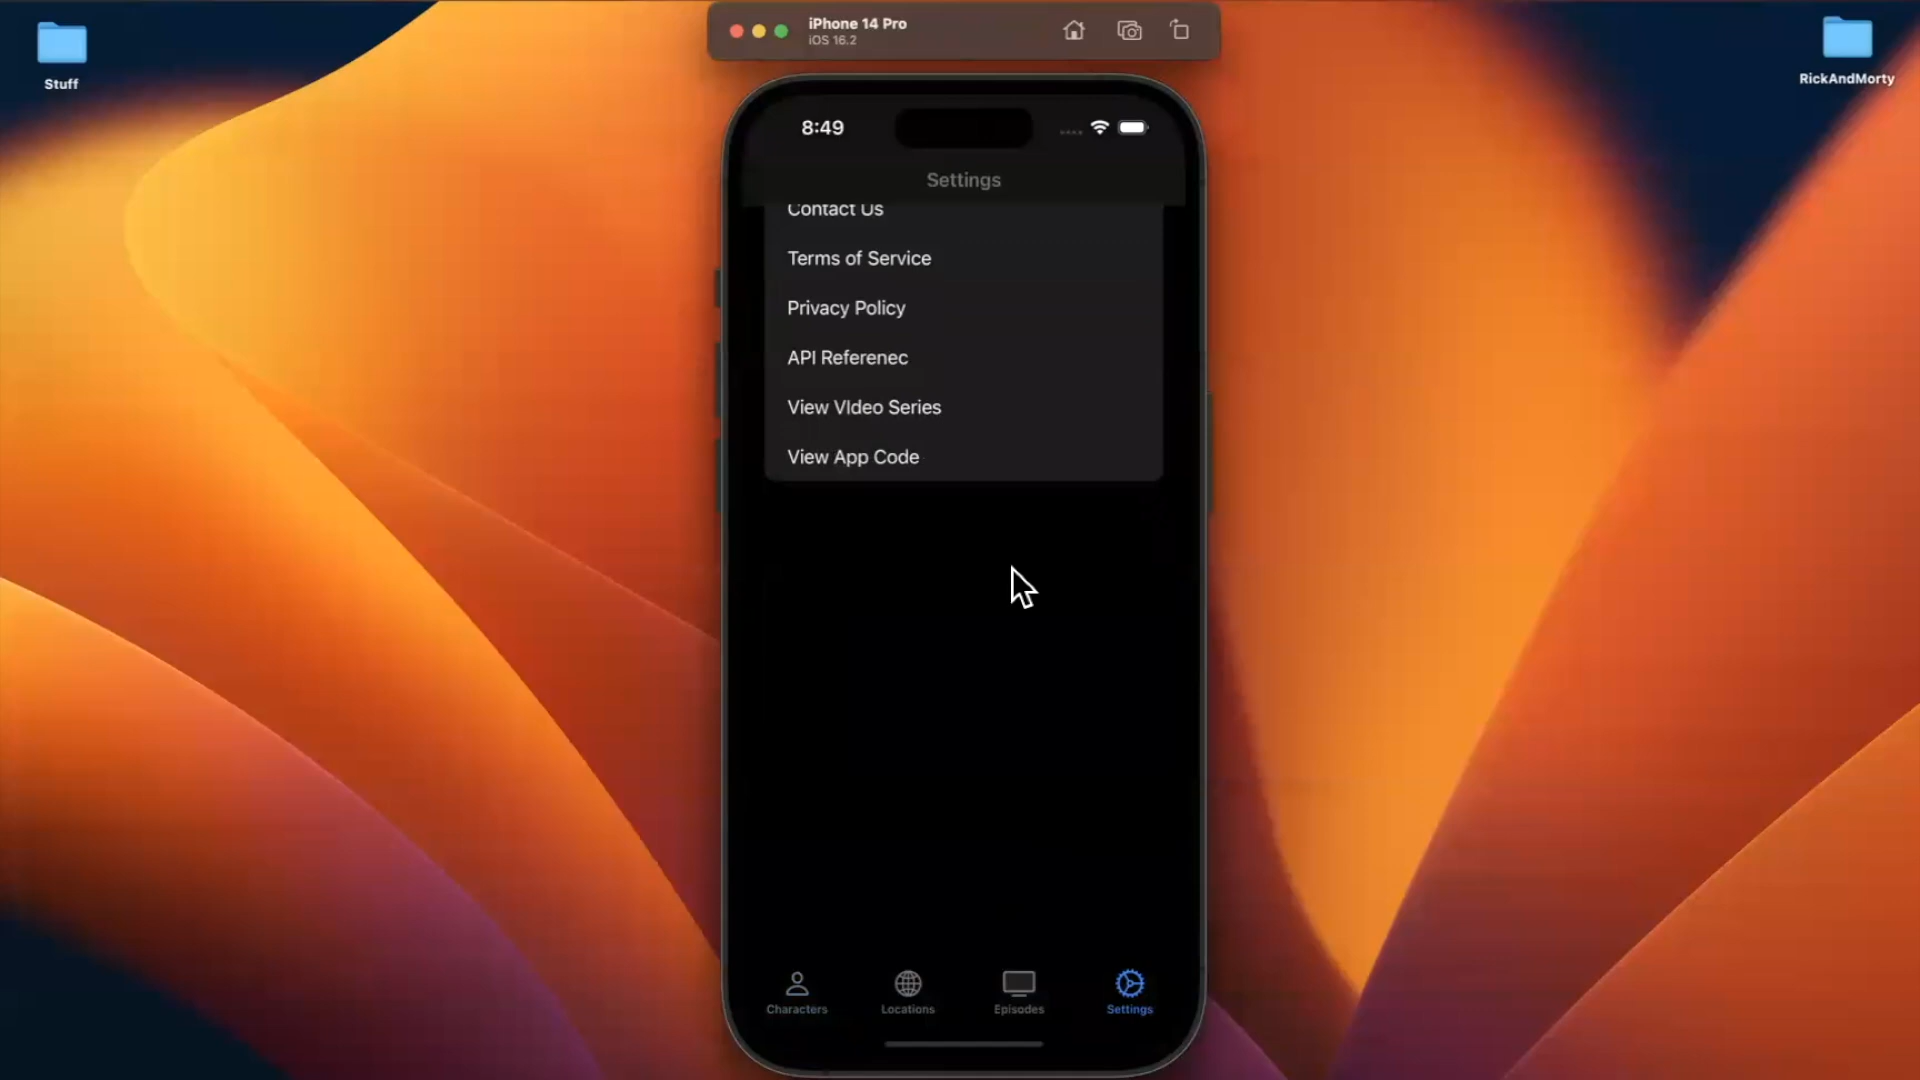 Stuff
iPhone 14 Pro
iOS 16.2
RickAndMorty
8:49
Settings
Contact Us
Terms of Service
Privacy Policy
API Referenec
View VIdeo Series
View App Code
Characters
Locations
Episodes
Settings